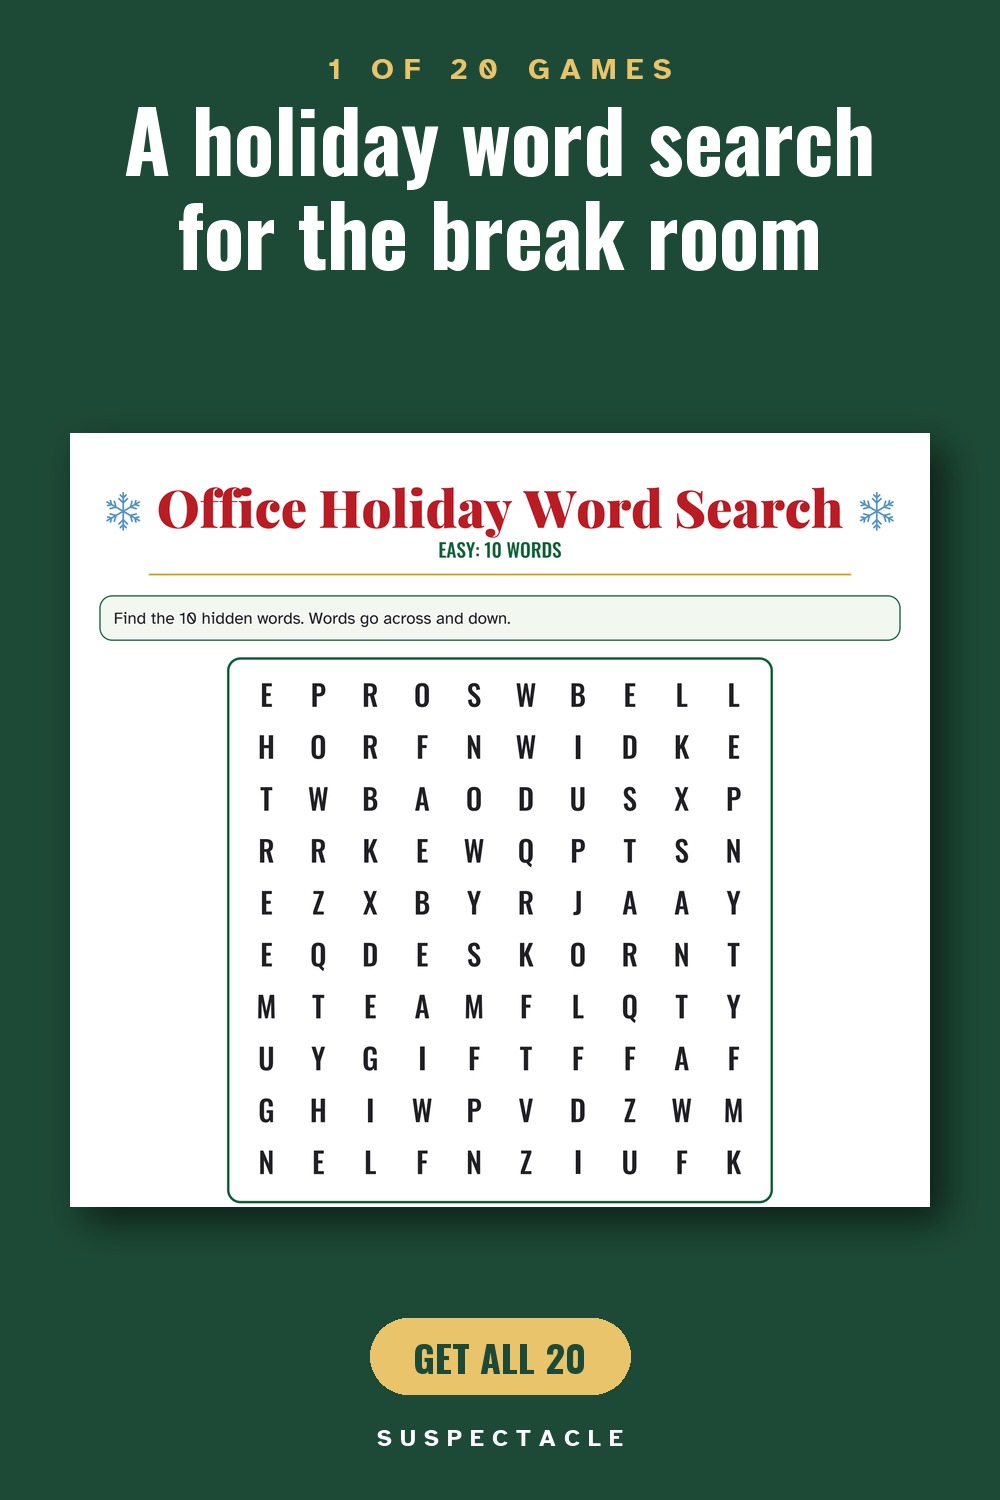 1 OF 20 GAMES
A holiday word search
for the break room
Office Holiday Word Search
EASY: 10 WORDS
Find the 10 hidden words. Words go across and down.
E P R O S W B E L L
H O R F N W I D K E
T W B A O D U S X P
R R K E W Q P T S N
E Z X B Y R J A A Y
E Q D E S K O R N T
M T E A M F L Q T Y
U Y G I F T F F A F
G H I W P V D Z W M
N E L F N Z I U F K
GET ALL 20
SUSPECTACLE